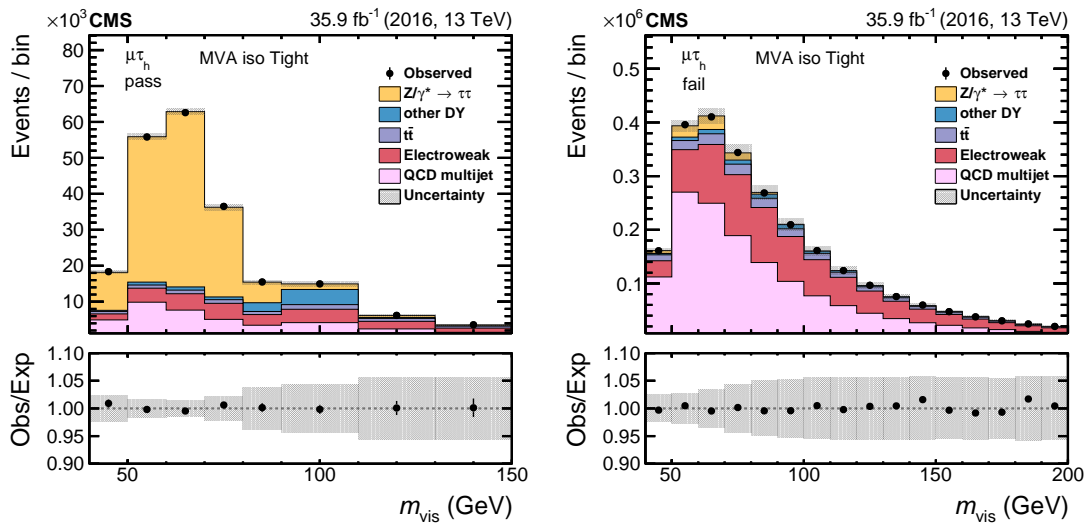 ×10³ CMS 35.9 fb⁻¹ (2016, 13 TeV)
Events / bin
80
70
60
50
40
30
20
10
μτₕ
pass
MVA iso Tight
Observed
Z/γ* → ττ
other DY
tt̄
Electroweak
QCD multijet
Uncertainty
Obs/Exp
1.10
1.05
1.00
0.95
0.90
50 100 150
m_vis (GeV)
×10⁶ CMS 35.9 fb⁻¹ (2016, 13 TeV)
Events / bin
0.5
0.4
0.3
0.2
0.1
μτₕ
fail
MVA iso Tight
Observed
Z/γ* → ττ
other DY
tt̄
Electroweak
QCD multijet
Uncertainty
Obs/Exp
1.10
1.05
1.00
0.95
0.90
50 100 150 200
m_vis (GeV)